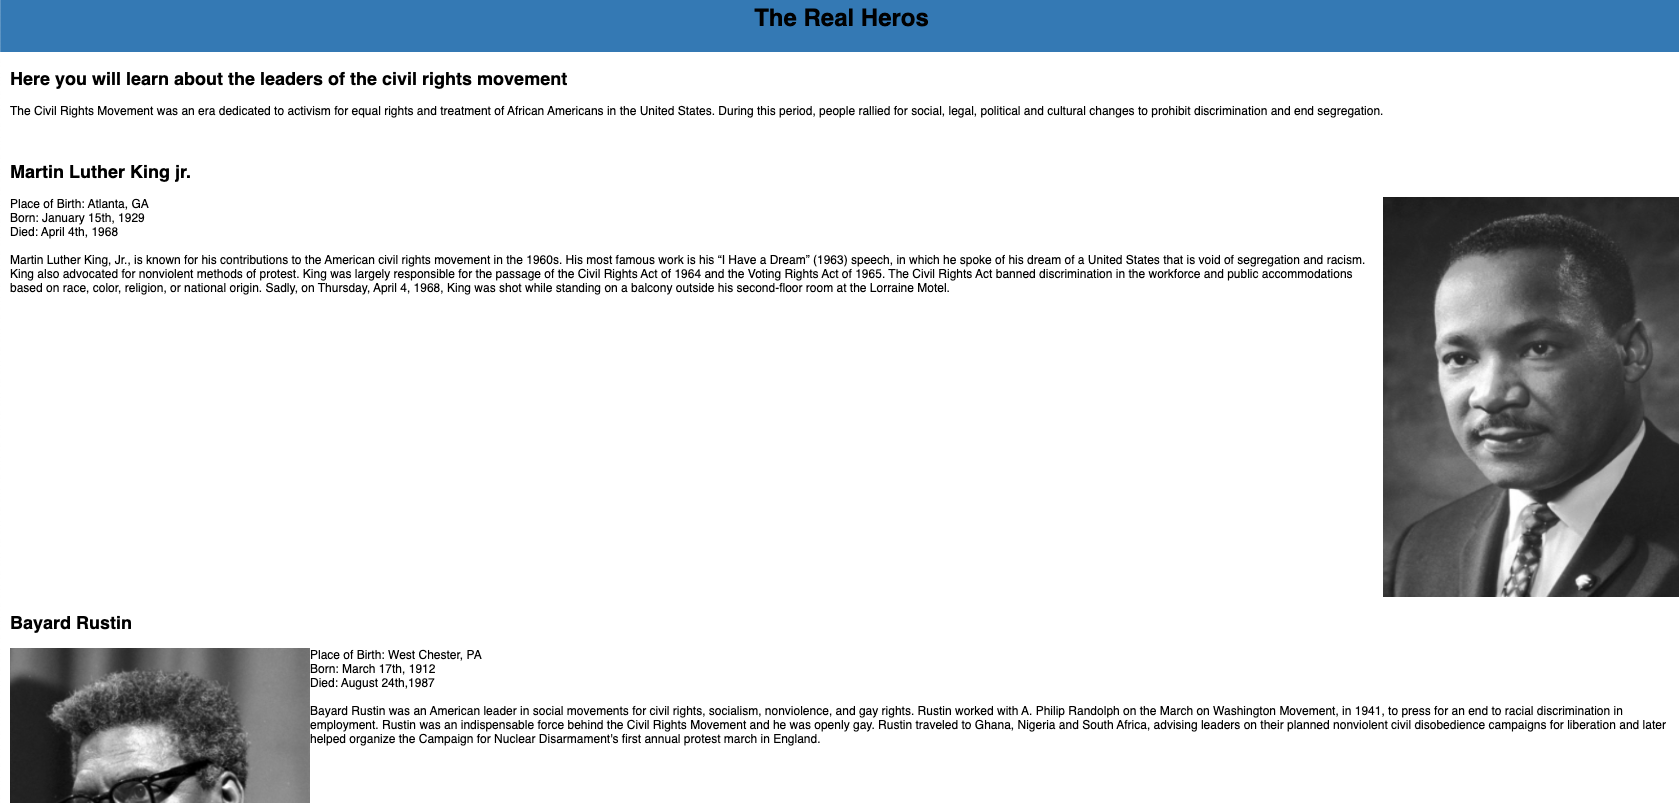 The Real Heros
Here you will learn about the leaders of the civil rights movement
The Civil Rights Movement was an era dedicated to activism for equal rights and treatment of African Americans in the United States. During this period, people rallied for social, legal, political and cultural changes to prohibit discrimination and end segregation.
Martin Luther King jr.
Place of Birth: Atlanta, GA
Born: January 15th, 1929
Died: April 4th, 1968
Martin Luther King, Jr., is known for his contributions to the American civil rights movement in the 1960s. His most famous work is his “I Have a Dream” (1963) speech, in which he spoke of his dream of a United States that is void of segregation and racism.
King also advocated for nonviolent methods of protest. King was largely responsible for the passage of the Civil Rights Act of 1964 and the Voting Rights Act of 1965. The Civil Rights Act banned discrimination in the workforce and public accommodations
based on race, color, religion, or national origin. Sadly, on Thursday, April 4, 1968, King was shot while standing on a balcony outside his second-floor room at the Lorraine Motel.
Bayard Rustin
Place of Birth: West Chester, PA
Born: March 17th, 1912
Died: August 24th,1987
Bayard Rustin was an American leader in social movements for civil rights, socialism, nonviolence, and gay rights. Rustin worked with A. Philip Randolph on the March on Washington Movement, in 1941, to press for an end to racial discrimination in
employment. Rustin was an indispensable force behind the Civil Rights Movement and he was openly gay. Rustin traveled to Ghana, Nigeria and South Africa, advising leaders on their planned nonviolent civil disobedience campaigns for liberation and later
helped organize the Campaign for Nuclear Disarmament’s first annual protest march in England.